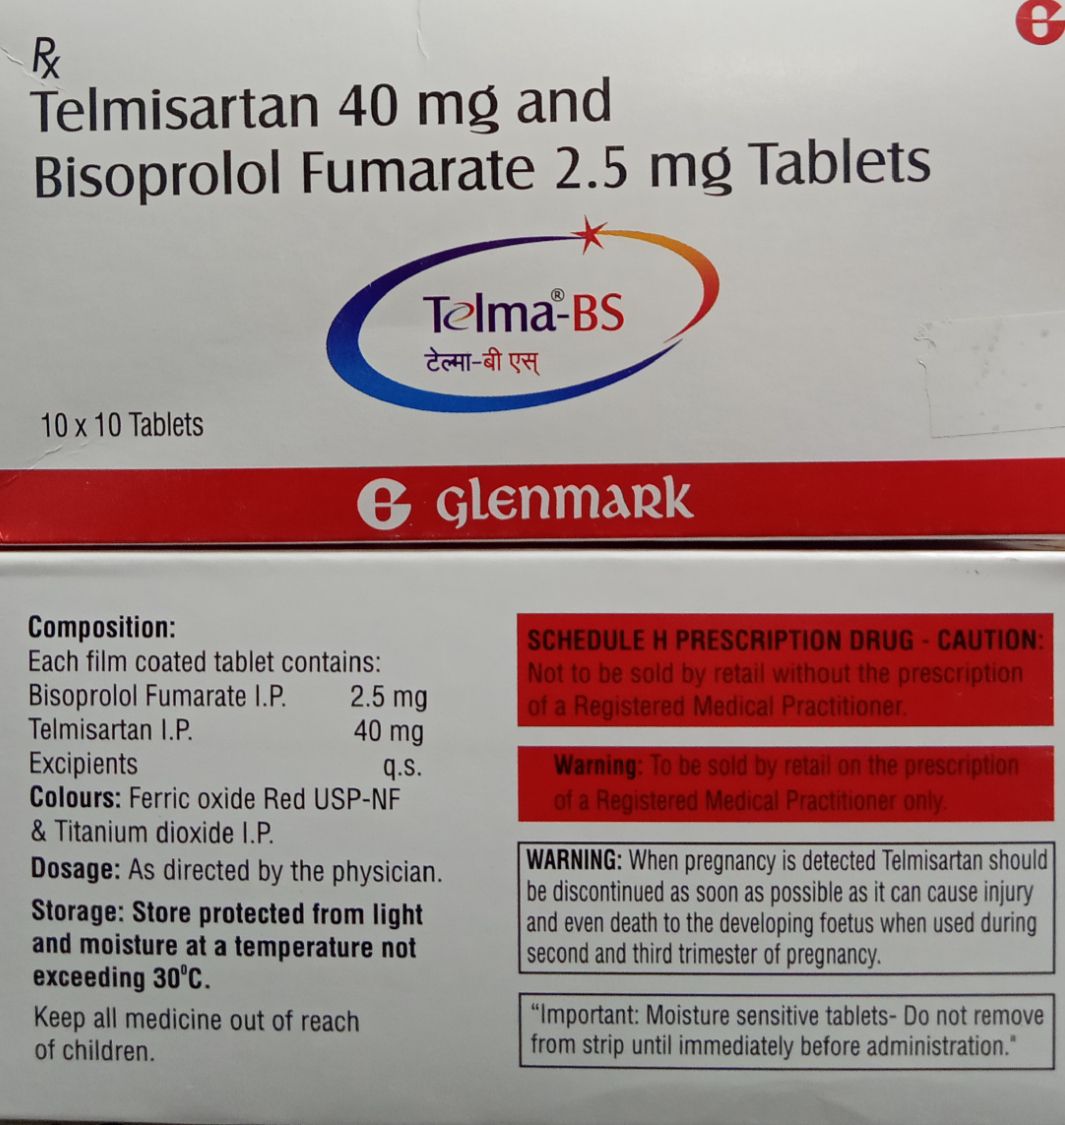 Rx
Telmisartan 40 mg and
Bisoprolol Fumarate 2.5 mg Tablets
Telma®-BS
टेल्मा-बी एस्
10 x 10 Tablets
GLENMARK
Composition:
Each film coated tablet contains:
Bisoprolol Fumarate I.P. 2.5 mg
Telmisartan I.P. 40 mg
Excipients q.s.
Colours: Ferric oxide Red USP-NF
& Titanium dioxide I.P.
Dosage: As directed by the physician.
Storage: Store protected from light
and moisture at a temperature not
exceeding 30⁰C.
Keep all medicine out of reach
of children.
SCHEDULE H PRESCRIPTION DRUG - CAUTION:
Not to be sold by retail without the prescription
of a Registered Medical Practitioner.
Warning: To be sold by retail on the prescription
of a Registered Medical Practitioner only.
WARNING: When pregnancy is detected Telmisartan should
be discontinued as soon as possible as it can cause injury
and even death to the developing foetus when used during
second and third trimester of pregnancy.
"Important: Moisture sensitive tablets- Do not remove
from strip until immediately before administration."